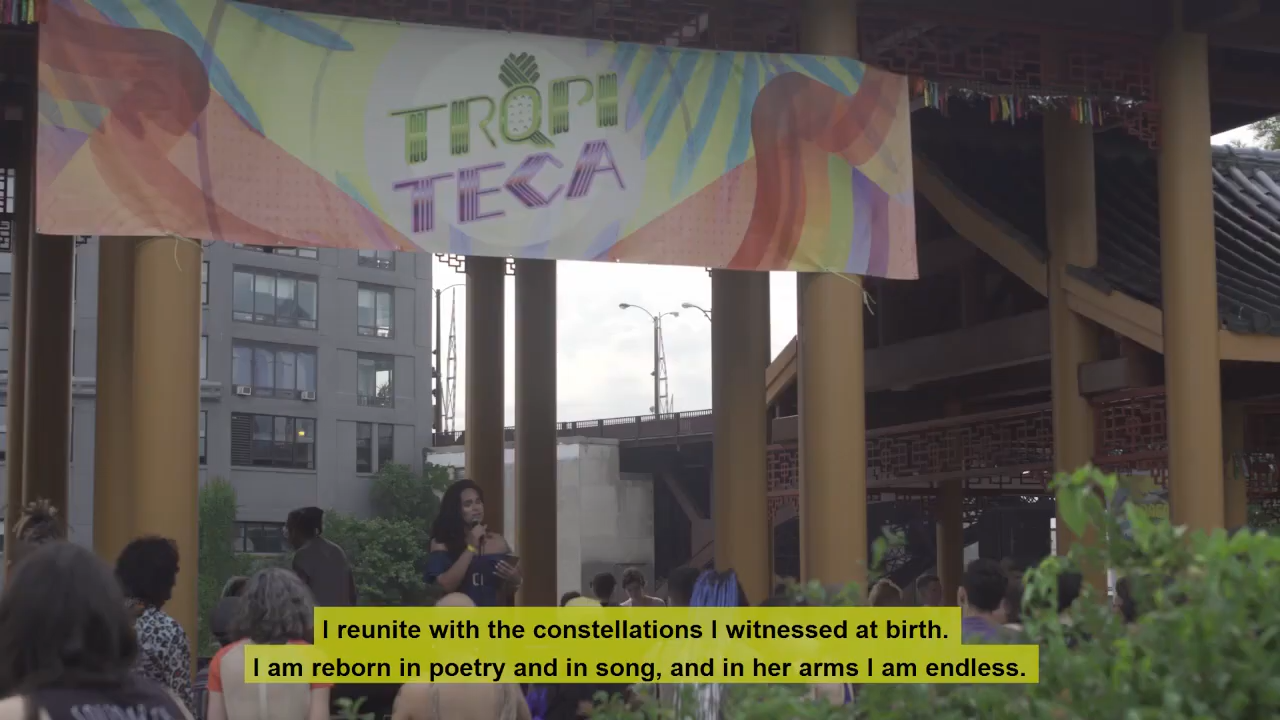 TROPI
TECA
I reunite with the constellations I witnessed at birth.
I am reborn in poetry and in song, and in her arms I am endless.